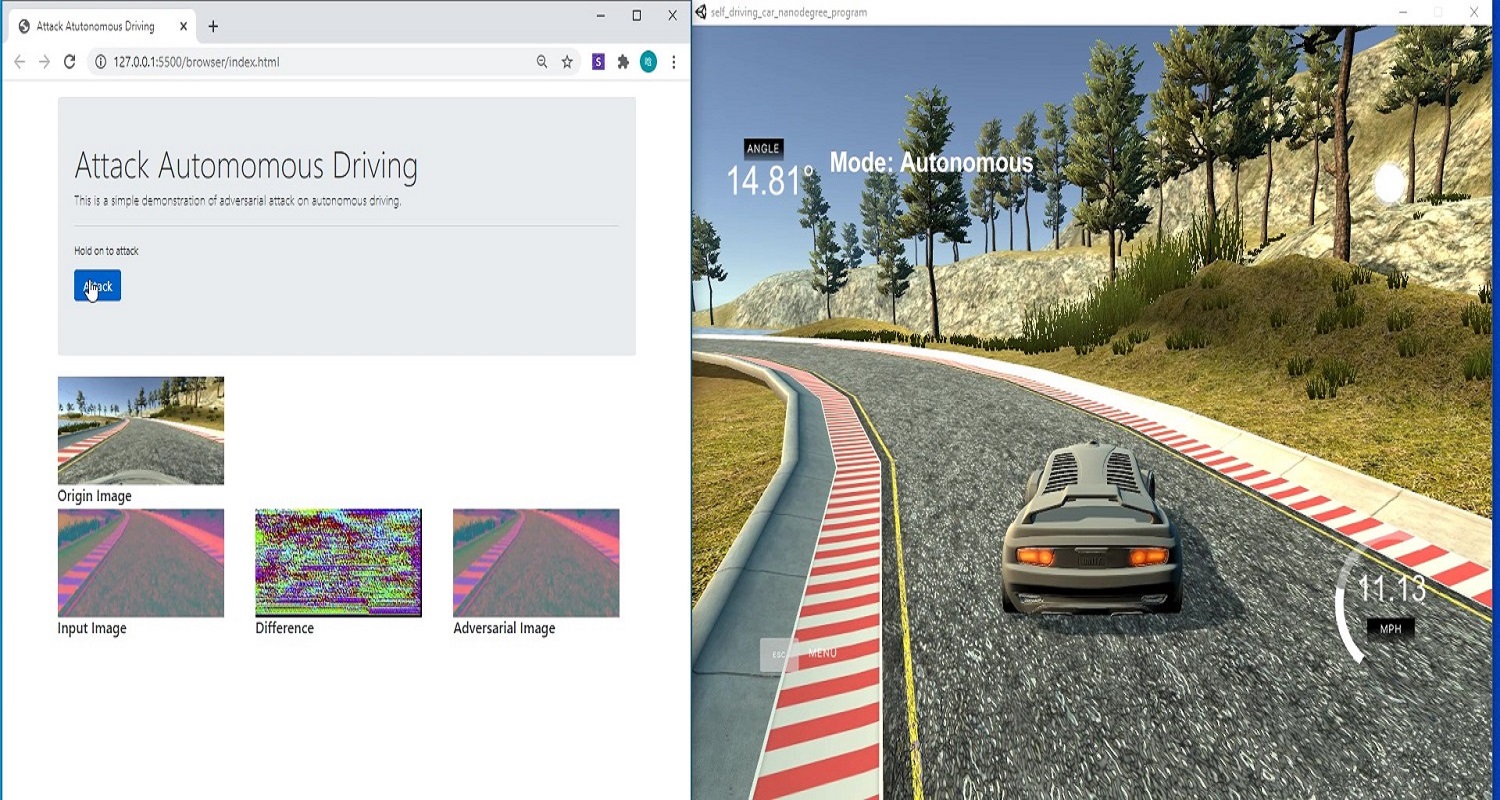 Attack Atutonomous Driving
127.0.0.1:5500/browser/index.html
S
Attack Automomous Driving
This is a simple demonstration of adversarial attack on autonomous driving.
Hold on to attack
Attack
Origin Image
Input Image
Difference
Adversarial Image
self_driving_car_nanodegree_program
ANGLE
14.81°
Mode: Autonomous
11.13
MPH
ESC
MENU